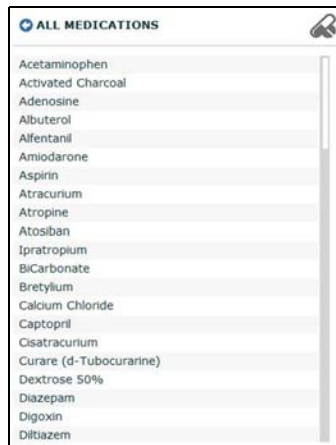 ALL MEDICATIONS
Acetaminophen
Activated Charcoal
Adenosine
Albuterol
Alfentanil
Amiodarone
Aspirin
Atracurium
Atropine
Atosiban
Ipratropium
BiCarbonate
Bretylium
Calcium Chloride
Captopril
Cisatracurium
Curare (d-Tubocurarine)
Dextrose 50%
Diazepam
Digoxin
Diltiazem